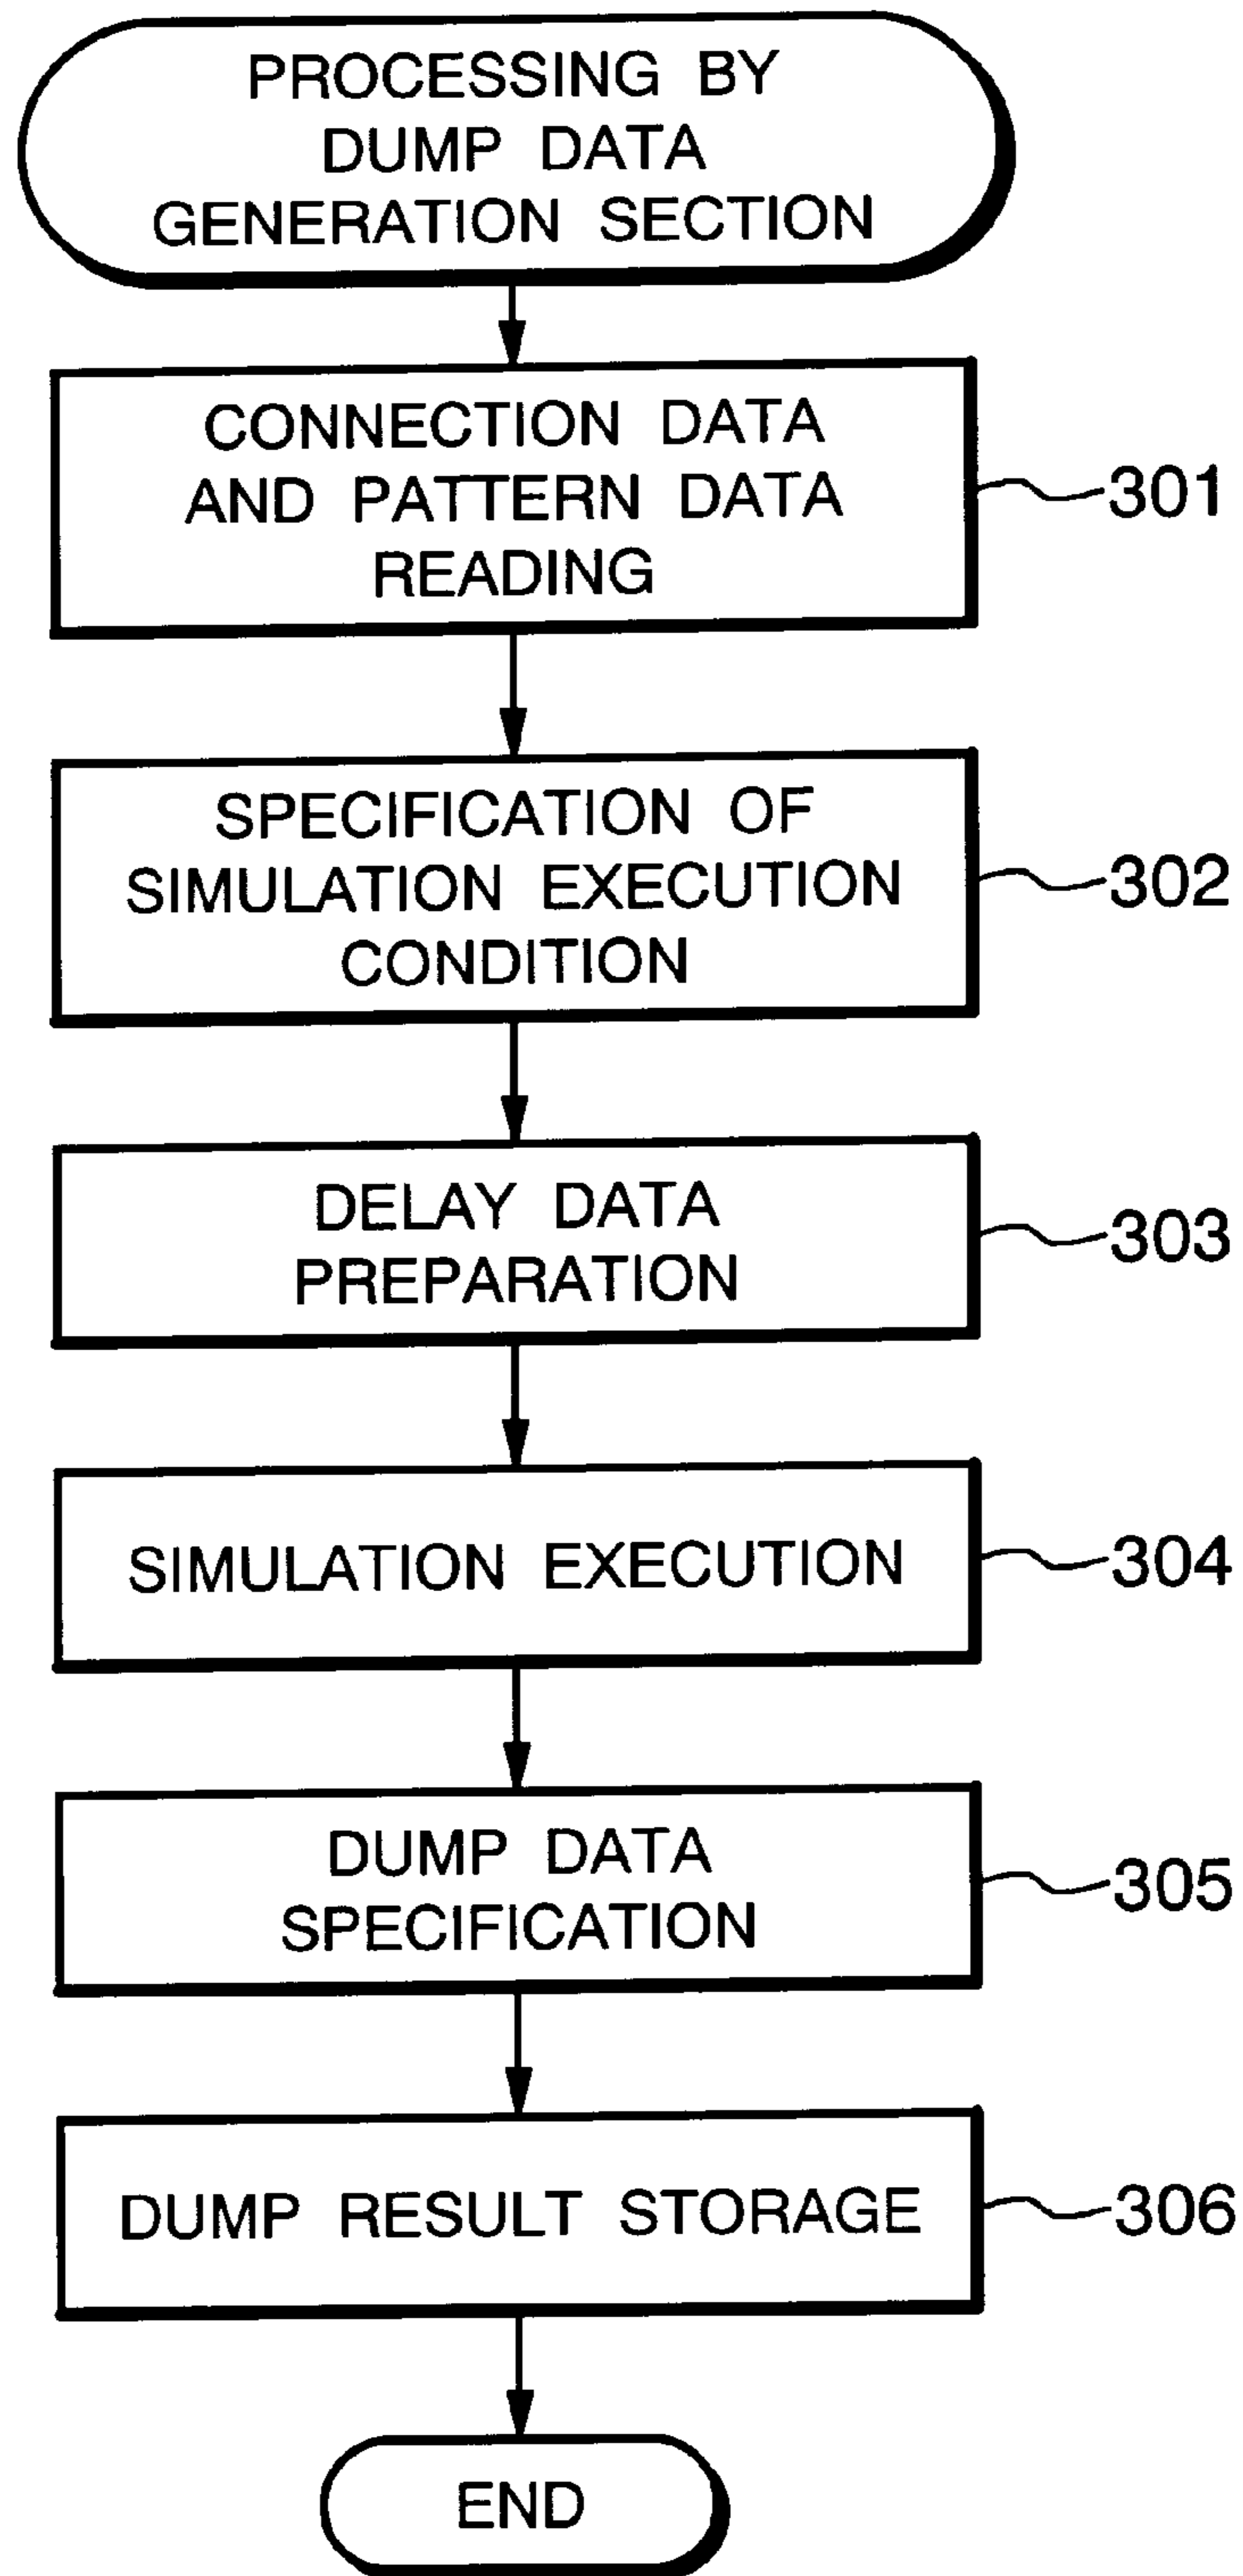 PROCESSING BY
DUMP DATA
GENERATION SECTION
CONNECTION DATA
AND PATTERN DATA
READING
301
SPECIFICATION OF
SIMULATION EXECUTION
CONDITION
302
DELAY DATA
PREPARATION
303
SIMULATION EXECUTION
304
DUMP DATA
SPECIFICATION
305
DUMP RESULT STORAGE
306
END